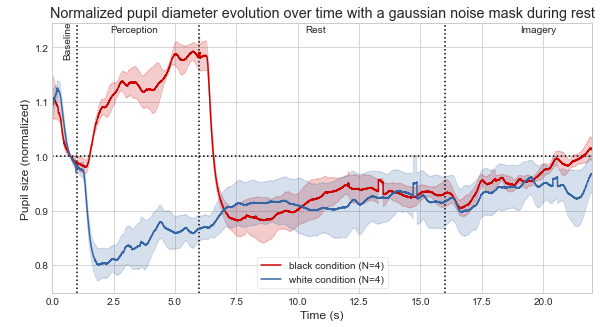 Normalized pupil diameter evolution over time with a gaussian noise mask during rest
Baseline
Perception
Rest
Imagery
Pupil size (normalized)
1.2
1.1
1.0
0.9
0.8
black condition (N=4)
white condition (N=4)
0.0 2.5 5.0 7.5 10.0 12.5 15.0 17.5 20.0
Time (s)